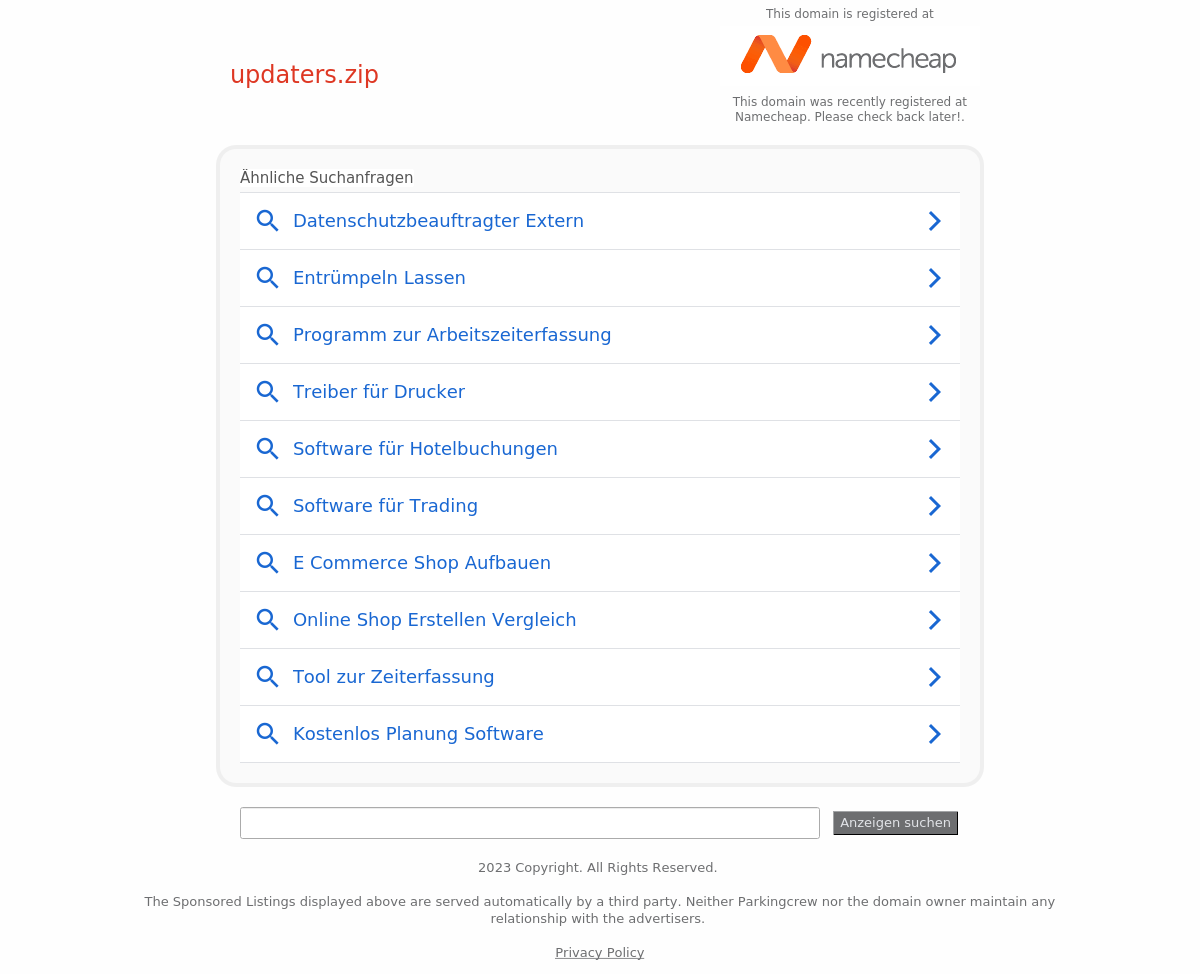 This domain is registered at
namecheap
updaters.zip
This domain was recently registered at
Namecheap. Please check back later!.
Ähnliche Suchanfragen
Datenschutzbeauftragter Extern
Entrümpeln Lassen
Programm zur Arbeitszeiterfassung
Treiber für Drucker
Software für Hotelbuchungen
Software für Trading
E Commerce Shop Aufbauen
Online Shop Erstellen Vergleich
Tool zur Zeiterfassung
Kostenlos Planung Software
Anzeigen suchen
2023 Copyright. All Rights Reserved.
The Sponsored Listings displayed above are served automatically by a third party. Neither Parkingcrew nor the domain owner maintain any
relationship with the advertisers.
Privacy Policy